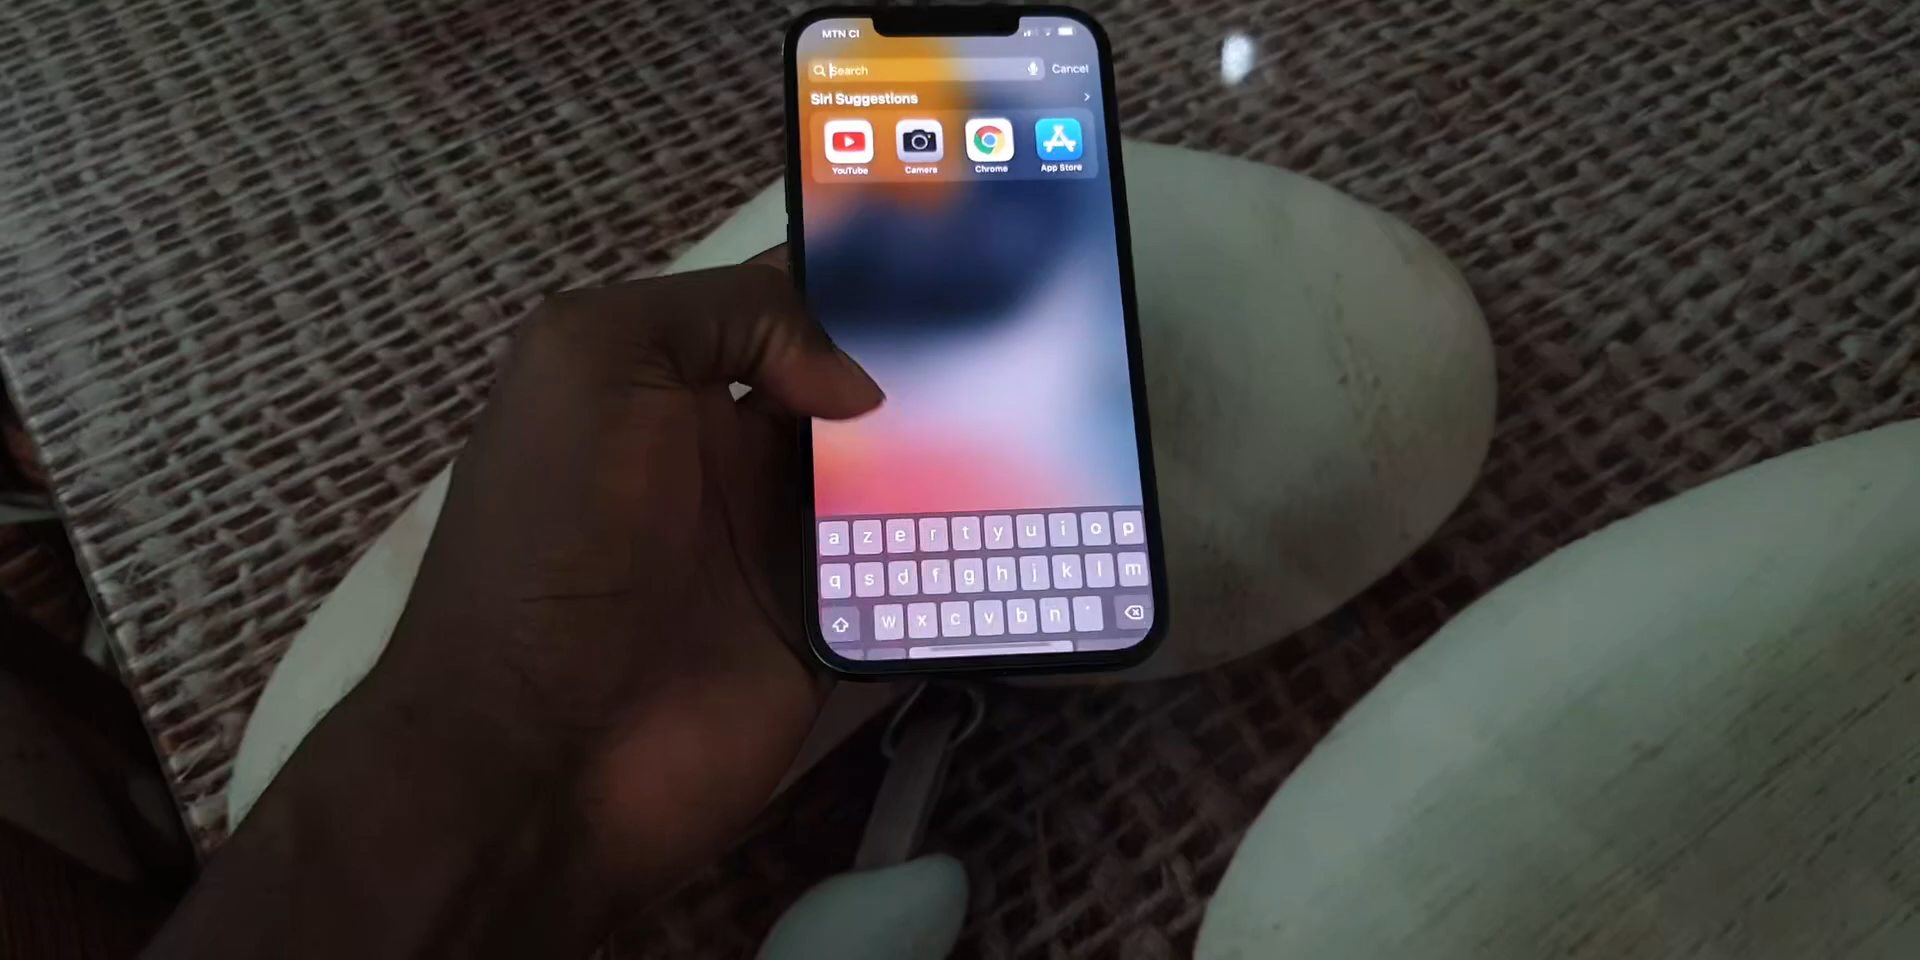 MTN CI
Search
Cancel
Siri Suggestions
YouTube Camera Chrome App Store
a z e r t y u i o p
q s d f g h j k l m
w x c v b n '